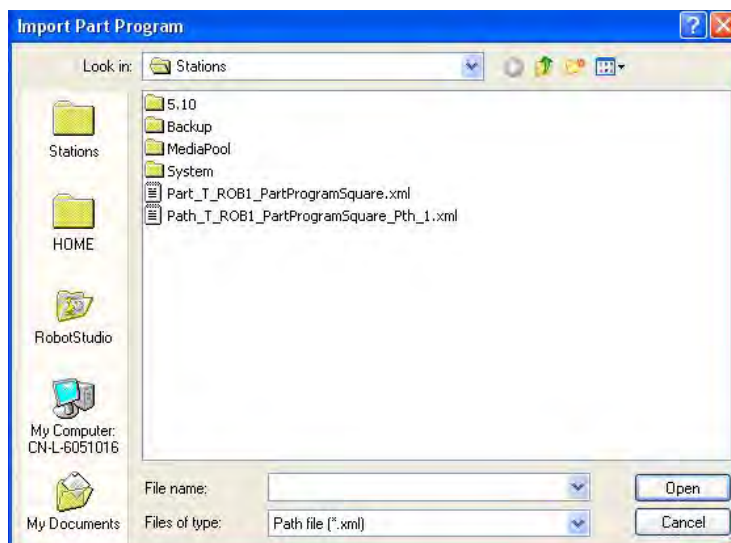 Import Part Program
Look in:
Stations
Stations
HOME
RobotStudio
My Computer:
CN-L-6051016
My Documents
5.10
Backup
MediaPool
System
Part_T_ROB1_PartProgramSquare.xml
Path_T_ROB1_PartProgramSquare_Pth_1.xml
File name:
Open
Files of type:
Path file (*.xml)
Cancel